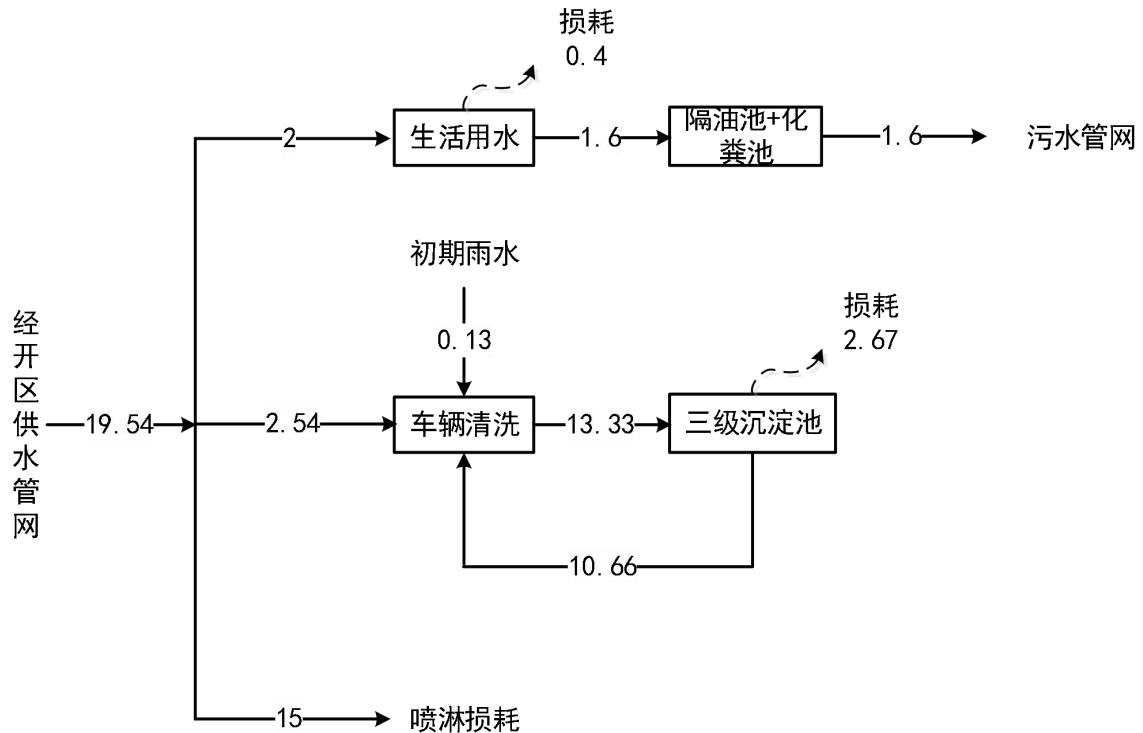 损耗
0.4
2
生活用水
1.6
隔油池+化
粪池
1.6
污水管网
初期雨水
0.13
损耗
2.67
经
开
区
供
水
管
网
19.54
2.54
车辆清洗
13.33
三级沉淀池
10.66
15
喷淋损耗